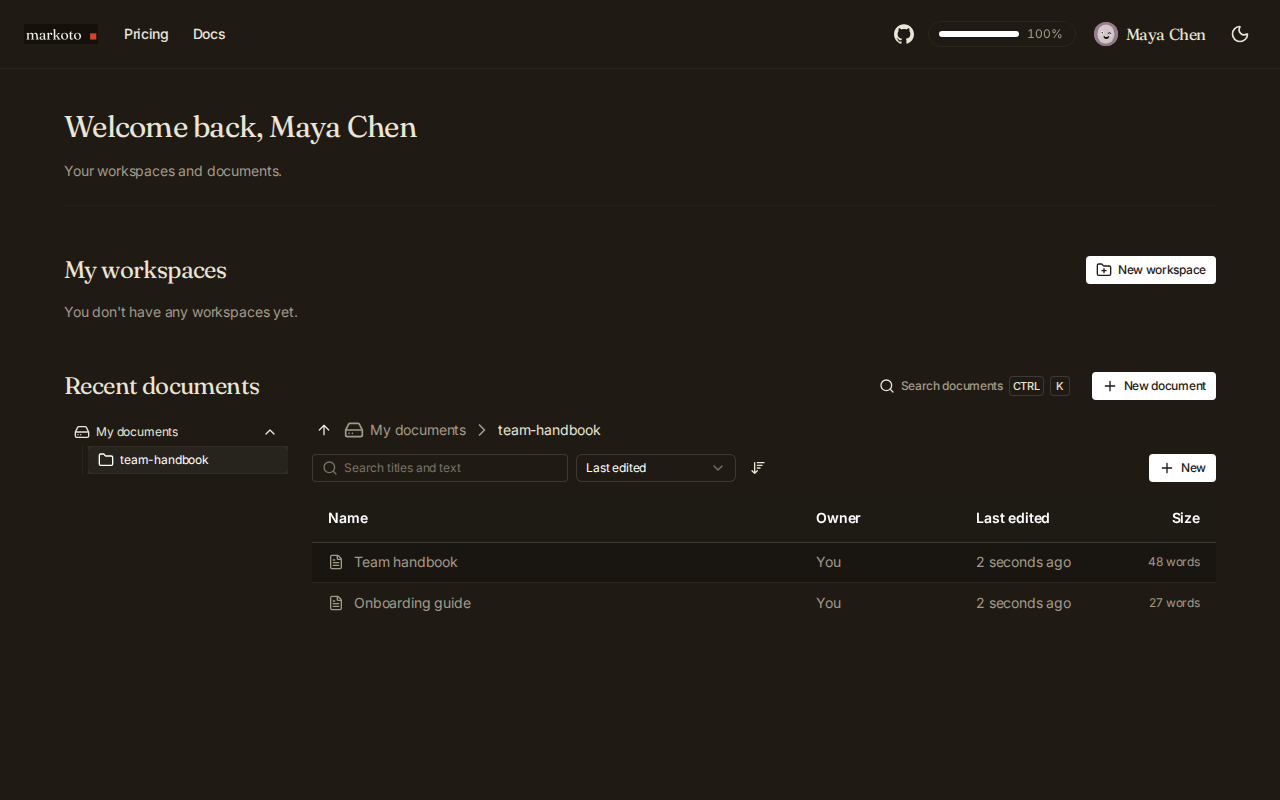 markoto Pricing Docs 100% Maya Chen
Welcome back, Maya Chen
Your workspaces and documents.
My workspaces New workspace
You don't have any workspaces yet.
Recent documents Search documents CTRL K New document
My documents
team-handbook
My documents team-handbook
Search titles and text Last edited New
Name Owner Last edited Size
Team handbook You 2 seconds ago 48 words
Onboarding guide You 2 seconds ago 27 words